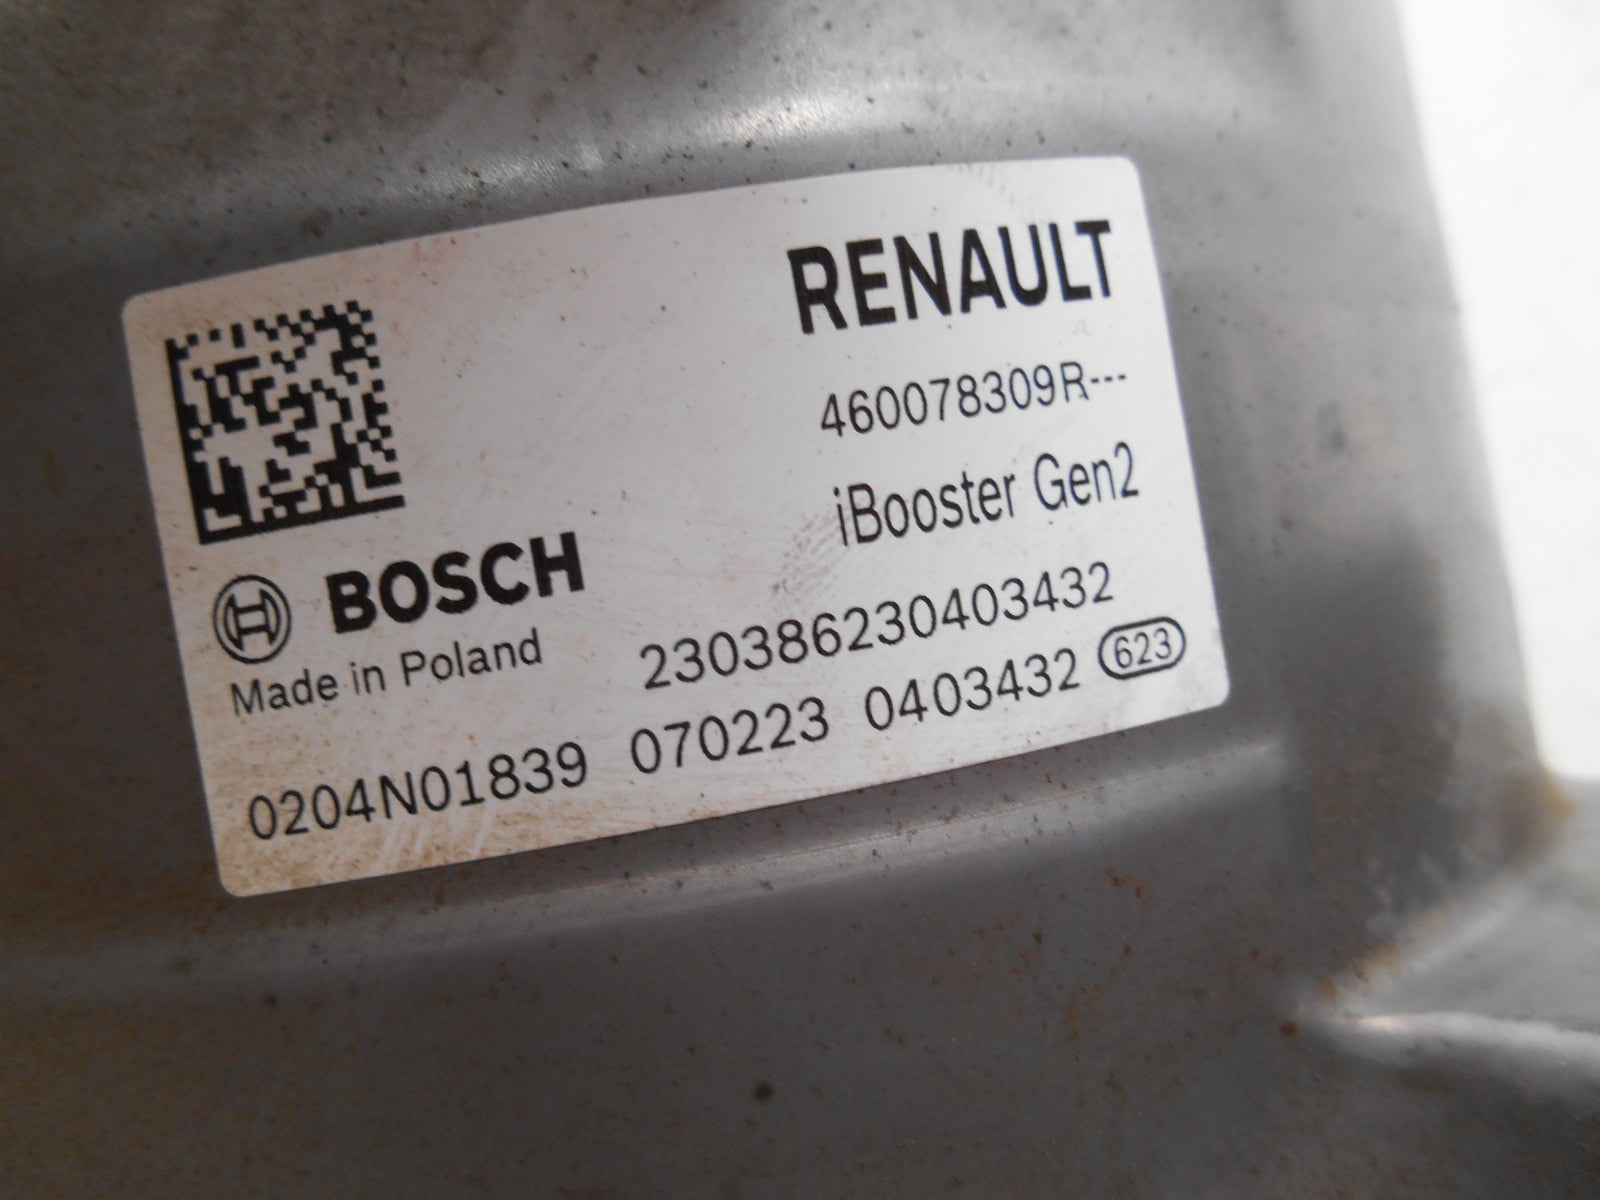 RENAULT
460078309R---
iBooster Gen2
BOSCH
Made in Poland
230386230403432
0204N01839 070223 0403432 623